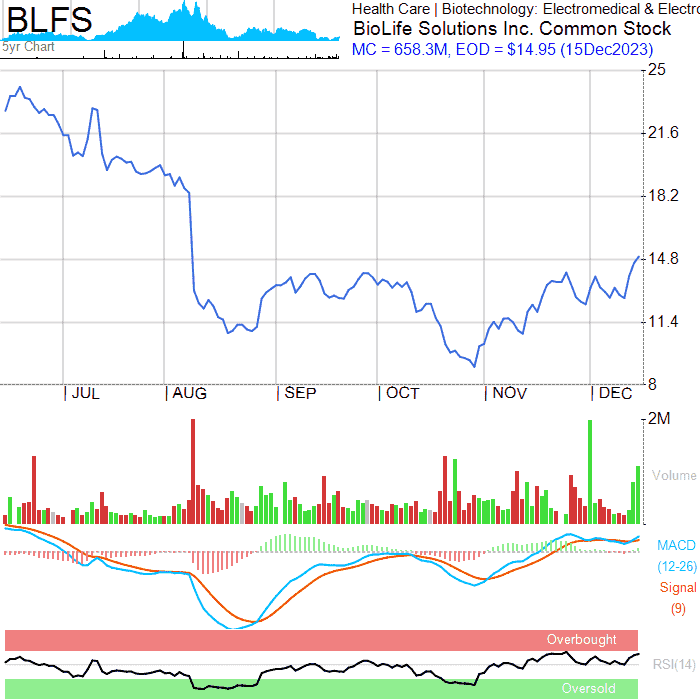 BLFS
5yr Chart
Health Care | Biotechnology: Electromedical & Electro
BioLife Solutions Inc. Common Stock
MC = 658.3M, EOD = $14.95 (15Dec2023)
25
21.6
18.2
14.8
11.4
8
JUL AUG SEP OCT NOV DEC
2M
Volume
MACD
(12-26)
Signal
(9)
Overbought
RSI(14)
Oversold